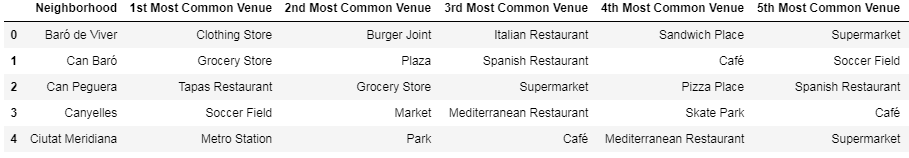 Neighborhood 1st Most Common Venue 2nd Most Common Venue 3rd Most Common Venue 4th Most Common Venue 5th Most Common Venue
0 Baró de Viver Clothing Store Burger Joint Italian Restaurant Sandwich Place Supermarket
1 Can Baró Grocery Store Plaza Spanish Restaurant Café Soccer Field
2 Can Peguera Tapas Restaurant Grocery Store Supermarket Pizza Place Spanish Restaurant
3 Canyelles Soccer Field Market Mediterranean Restaurant Skate Park Café
4 Ciutat Meridiana Metro Station Park Café Mediterranean Restaurant Supermarket